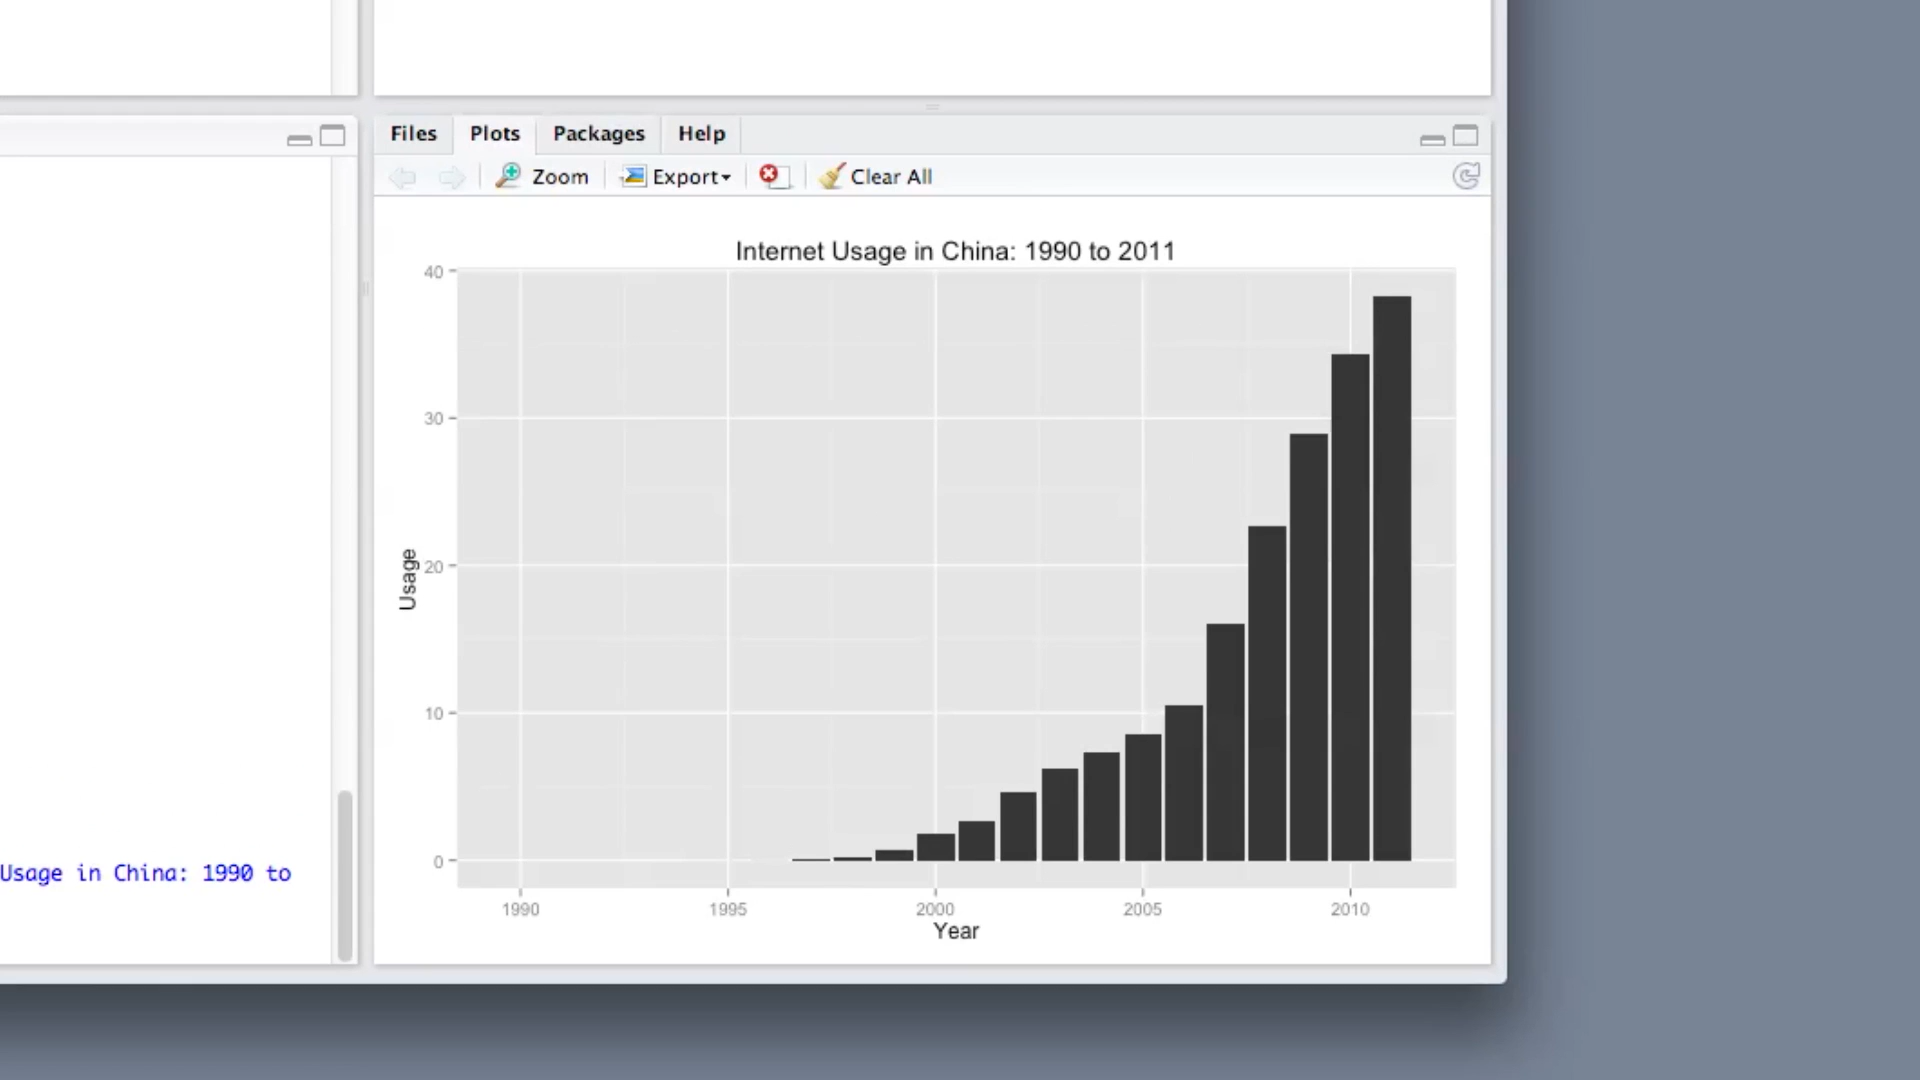 Files Plots Packages Help
Zoom Export Clear All
Internet Usage in China: 1990 to 2011
40
30
20
10
0
Usage
1990 1995 2000 2005 2010
Year
Usage in China: 1990 to